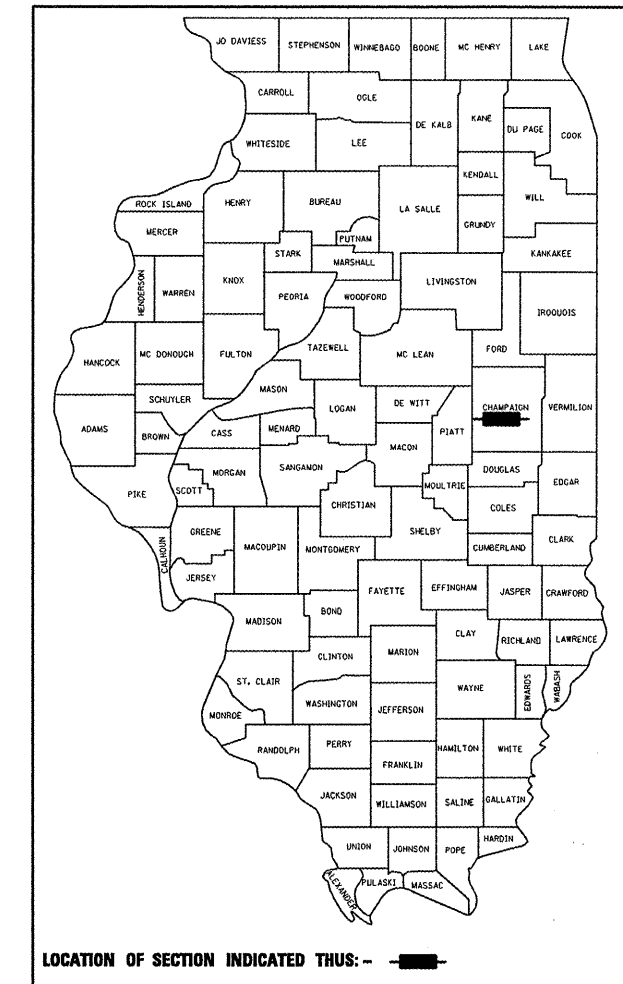 JO DAVIESS
STEPHENSON
WINNEBAGO
BOONE
MC HENRY
LAKE
CARROLL
OGLE
DE KALB
KANE
DU PAGE
COOK
WHITESIDE
LEE
KENDALL
WILL
ROCK ISLAND
HENRY
BUREAU
LA SALLE
GRUNDY
MERCER
PUTNAM
STARK
MARSHALL
KANKAKEE
HENDERSON
WARREN
KNOX
PEORIA
WOODFORD
LIVINGSTON
IROQUOIS
HANCOCK
MC DONOUGH
FULTON
TAZEWELL
MC LEAN
FORD
SCHUYLER
MASON
LOGAN
DE WITT
CHAMPAIGN
VERMILION
ADAMS
BROWN
CASS
MENARD
MACON
PIATT
PIKE
SCOTT
MORGAN
SANGAMON
CHRISTIAN
MOULTRIE
DOUGLAS
EDGAR
COLES
CALHOUN
GREENE
MACOUPIN
MONTGOMERY
SHELBY
CUMBERLAND
CLARK
JERSEY
FAYETTE
EFFINGHAM
JASPER
CRAWFORD
MADISON
BOND
CLAY
RICHLAND
LAWRENCE
CLINTON
MARION
ST. CLAIR
WAYNE
EDWARDS
WABASH
WASHINGTON
JEFFERSON
MONROE
RANDOLPH
PERRY
HAMILTON
WHITE
FRANKLIN
JACKSON
WILLIAMSON
SALINE
GALLATIN
UNION
JOHNSON
POPE
HARDIN
ALEXANDER
PULASKI
MASSAC
LOCATION OF SECTION INDICATED THUS: -